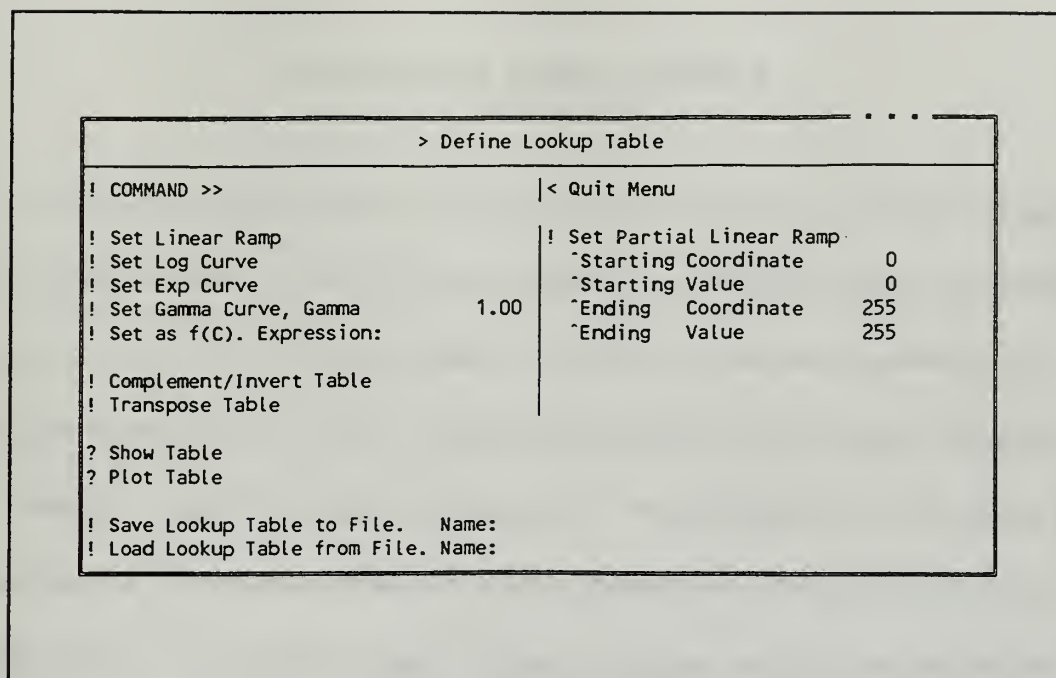 > Define Lookup Table
! COMMAND >>
|< Quit Menu
! Set Linear Ramp
! Set Log Curve
! Set Exp Curve
! Set Gamma Curve, Gamma 1.00
! Set as f(C). Expression:
! Complement/Invert Table
! Transpose Table
! Set Partial Linear Ramp
^Starting Coordinate 0
^Starting Value 0
^Ending Coordinate 255
^Ending Value 255
? Show Table
? Plot Table
! Save Lookup Table to File. Name:
! Load Lookup Table from File. Name: